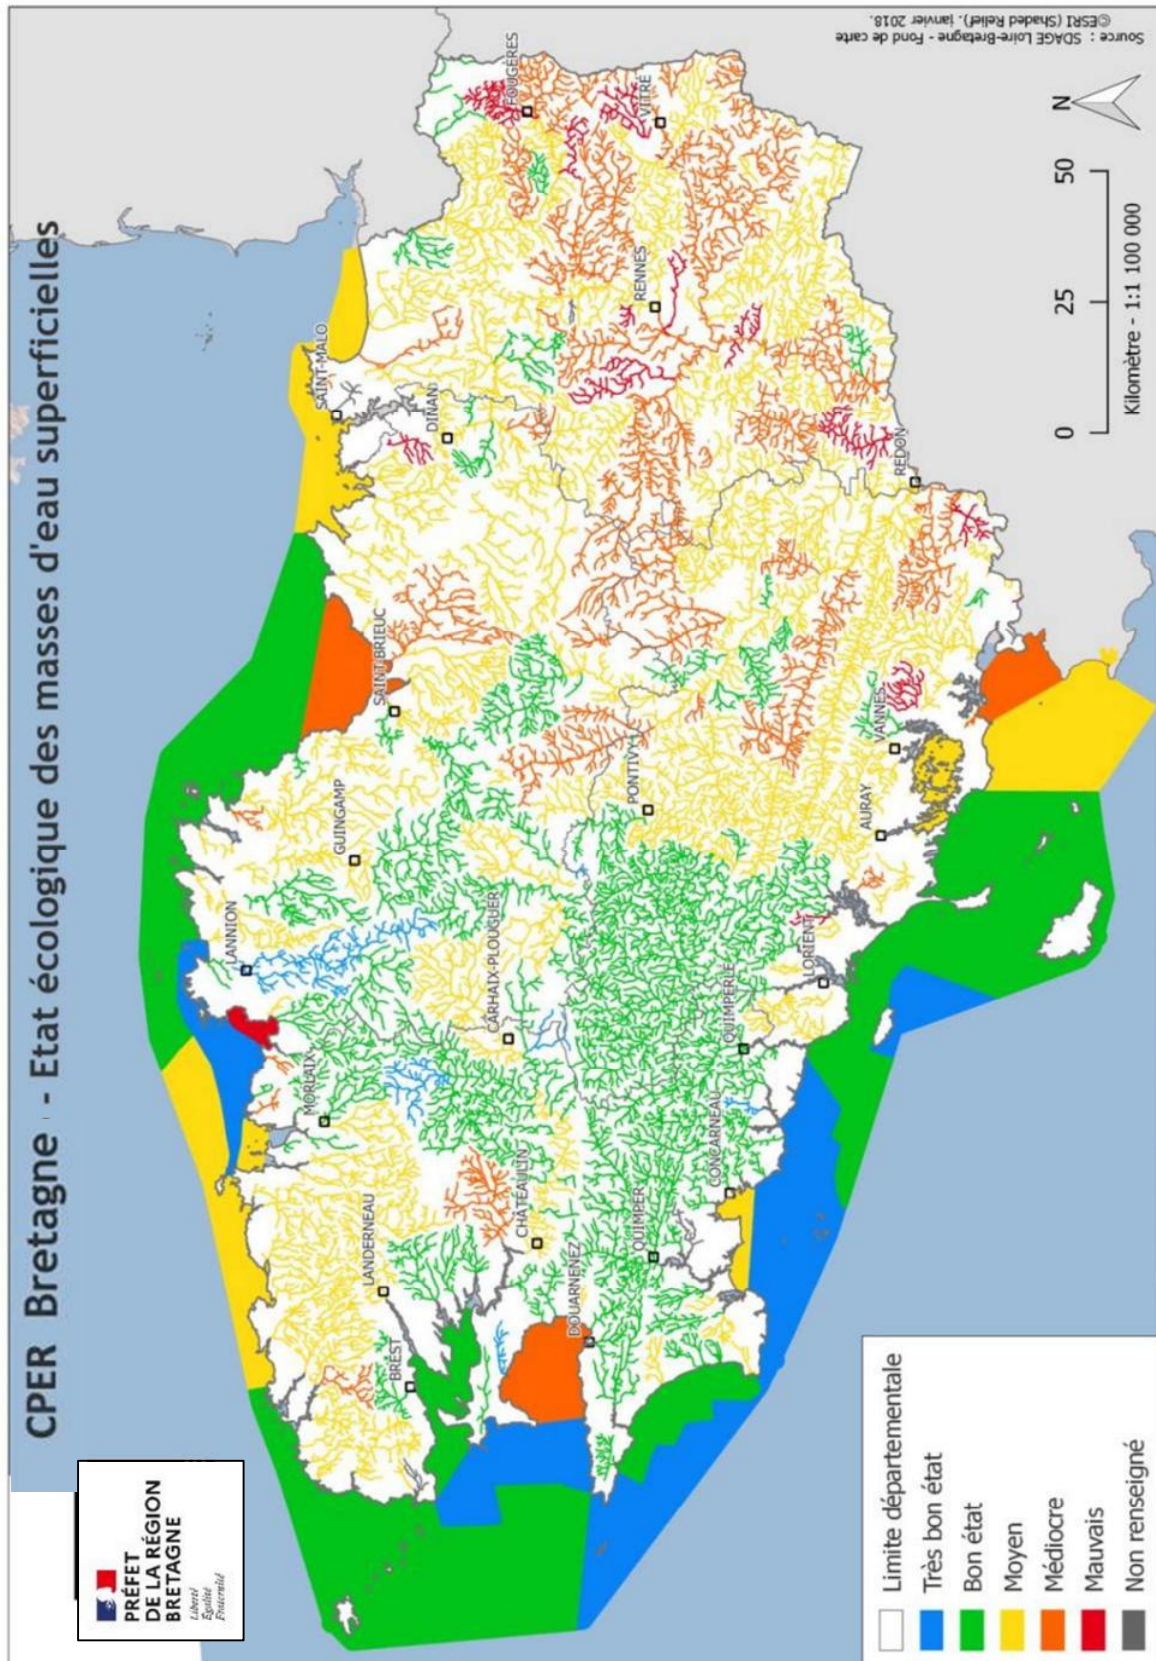 CPER Bretagne - Etat écologique des masses d'eau superficielles
PRÉFET
DE LA RÉGION
BRETAGNE
Liberté
Égalité
Fraternité
LANNION
SAINT-MALO
MORLAIX
GUINGAMP
SAINT-BRIEUC
DINAN
FOUGÈRES
BREST
LANDERNEAU
CARHAIX-PLOUGUER
CHÂTEAULIN
DOUARNENEZ
PONTIVY
RENNES
VITRÉ
QUIMPER
CONCARNEAU
QUIMPERLÉ
LORIENT
AURAY
VANNES
REDON
Limite départementale
Très bon état
Bon état
Moyen
Médiocre
Mauvais
Non renseigné
0 25 50
Kilomètre - 1:1 100 000
N
Source : SDAGE Loire-Bretagne - Fond de carte
©ESRI (Shaded Relief). janvier 2018.